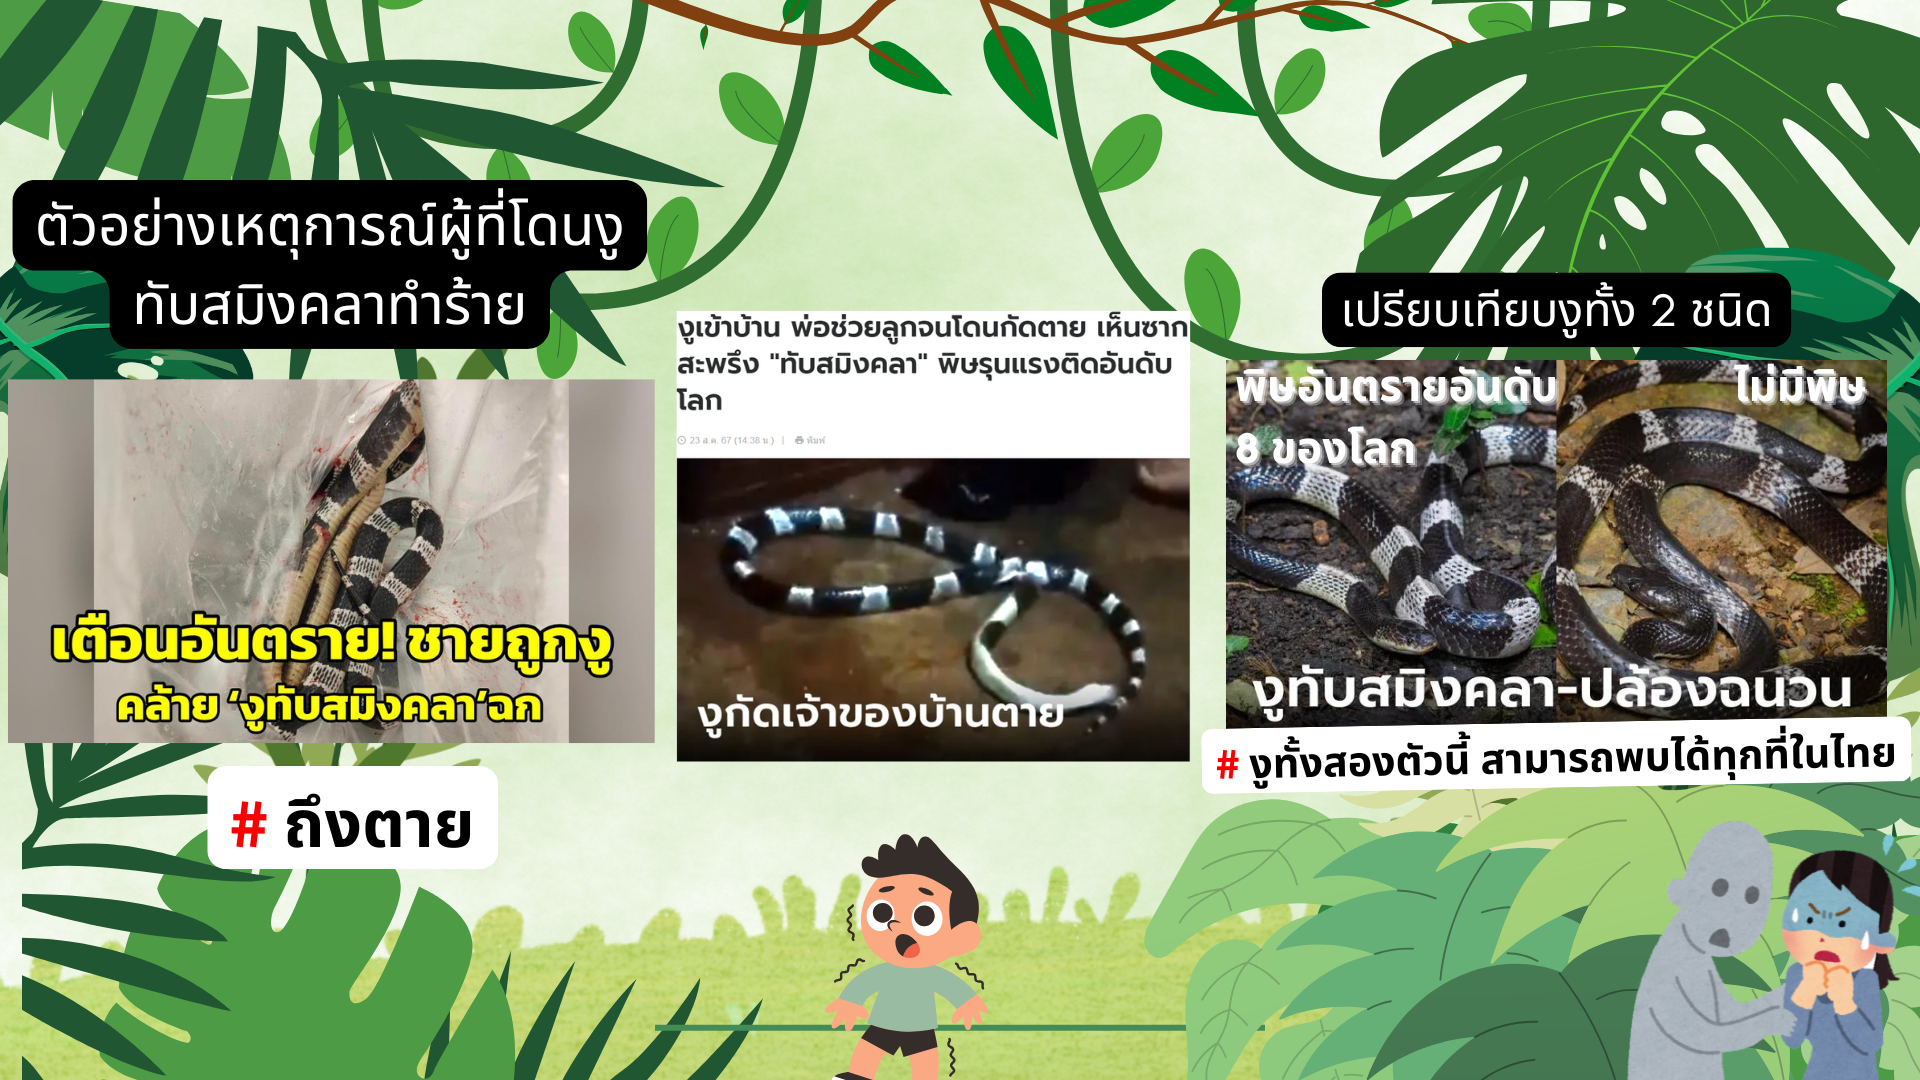 ตัวอย่างเหตุการณ์ผู้ที่โดนงู
ทับสมิงคลาทำร้าย
เตือนอันตราย! ชายถูกงู
คล้าย ‘งูทับสมิงคลา’ฉก
# ถึงตาย
งูเข้าบ้าน พ่อช่วยลูกจนโดนกัดตาย เห็นซาก
สะพรึง "ทับสมิงคลา" พิษรุนแรงติดอันดับ
โลก
23 ส.ค. 67 (14:38 น.) | พิมพ์
งูกัดเจ้าของบ้านตาย
เปรียบเทียบงูทั้ง 2 ชนิด
พิษอันตรายอันดับ
8 ของโลก
ไม่มีพิษ
งูทับสมิงคลา-ปล้องฉนวน
# งูทั้งสองตัวนี้ สามารถพบได้ทุกที่ในไทย